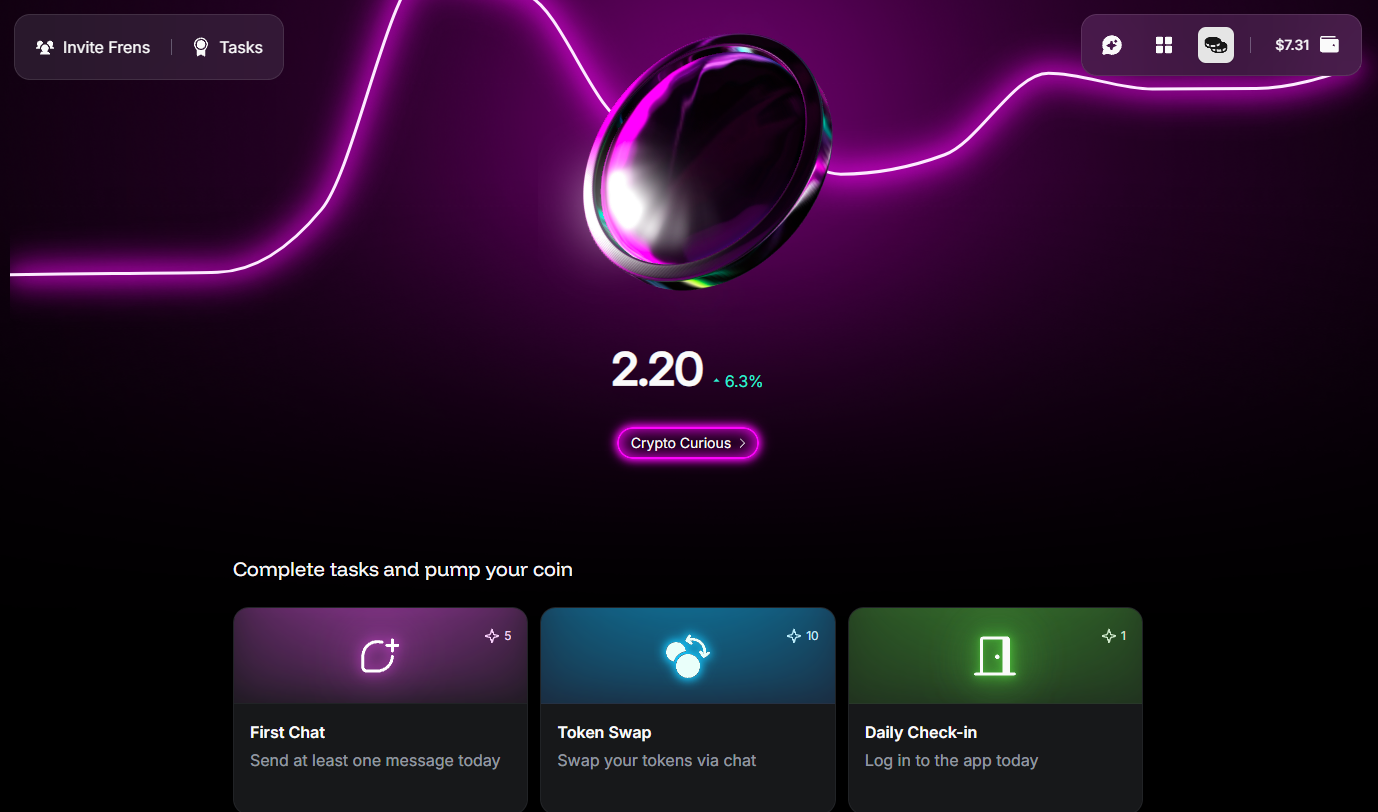 Invite Frens
Tasks
$7.31
2.20 6.3%
Crypto Curious
Complete tasks and pump your coin
5
10
1
First Chat
Send at least one message today
Token Swap
Swap your tokens via chat
Daily Check-in
Log in to the app today